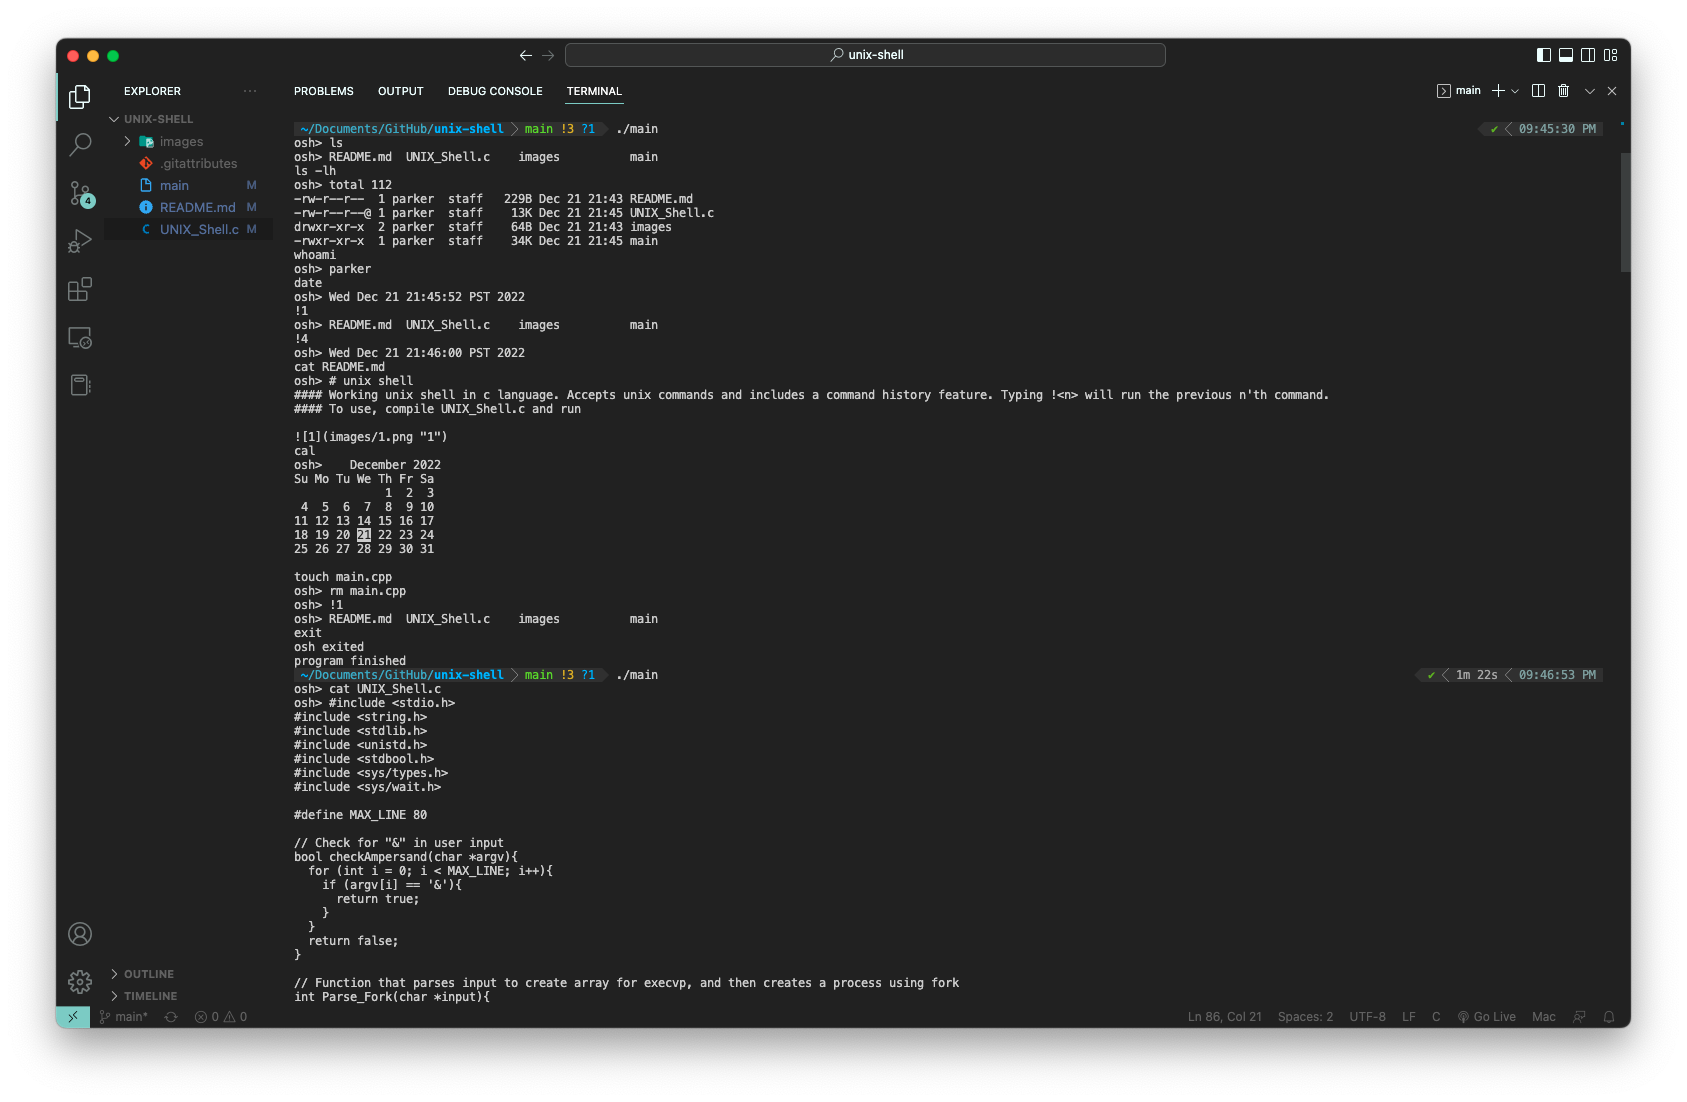 unix-shell
EXPLORER
UNIX-SHELL
images
.gitattributes
main M
README.md M
C UNIX_Shell.c M
4
OUTLINE
TIMELINE
PROBLEMS OUTPUT DEBUG CONSOLE TERMINAL
main
~/Documents/GitHub/unix-shell main !3 ?1 ./main ✔ 09:45:30 PM
osh> ls
osh> README.md UNIX_Shell.c images main
ls -lh
osh> total 112
-rw-r--r-- 1 parker staff 229B Dec 21 21:43 README.md
-rw-r--r--@ 1 parker staff 13K Dec 21 21:45 UNIX_Shell.c
drwxr-xr-x 2 parker staff 64B Dec 21 21:43 images
-rwxr-xr-x 1 parker staff 34K Dec 21 21:45 main
whoami
osh> parker
date
osh> Wed Dec 21 21:45:52 PST 2022
!1
osh> README.md UNIX_Shell.c images main
!4
osh> Wed Dec 21 21:46:00 PST 2022
cat README.md
osh> # unix shell
#### Working unix shell in c language. Accepts unix commands and includes a command history feature. Typing !<n> will run the previous n'th command.
#### To use, compile UNIX_Shell.c and run
![1](images/1.png "1")
cal
osh> December 2022
Su Mo Tu We Th Fr Sa
1 2 3
4 5 6 7 8 9 10
11 12 13 14 15 16 17
18 19 20 21 22 23 24
25 26 27 28 29 30 31
touch main.cpp
osh> rm main.cpp
osh> !1
osh> README.md UNIX_Shell.c images main
exit
osh exited
program finished
~/Documents/GitHub/unix-shell main !3 ?1 ./main ✔ 1m 22s 09:46:53 PM
osh> cat UNIX_Shell.c
osh> #include <stdio.h>
#include <string.h>
#include <stdlib.h>
#include <unistd.h>
#include <stdbool.h>
#include <sys/types.h>
#include <sys/wait.h>
#define MAX_LINE 80
// Check for "&" in user input
bool checkAmpersand(char *argv){
for (int i = 0; i < MAX_LINE; i++){
if (argv[i] == '&'){
return true;
}
}
return false;
}
// Function that parses input to create array for execvp, and then creates a process using fork
int Parse_Fork(char *input){
main* 0 0 Ln 86, Col 21 Spaces: 2 UTF-8 LF C Go Live Mac